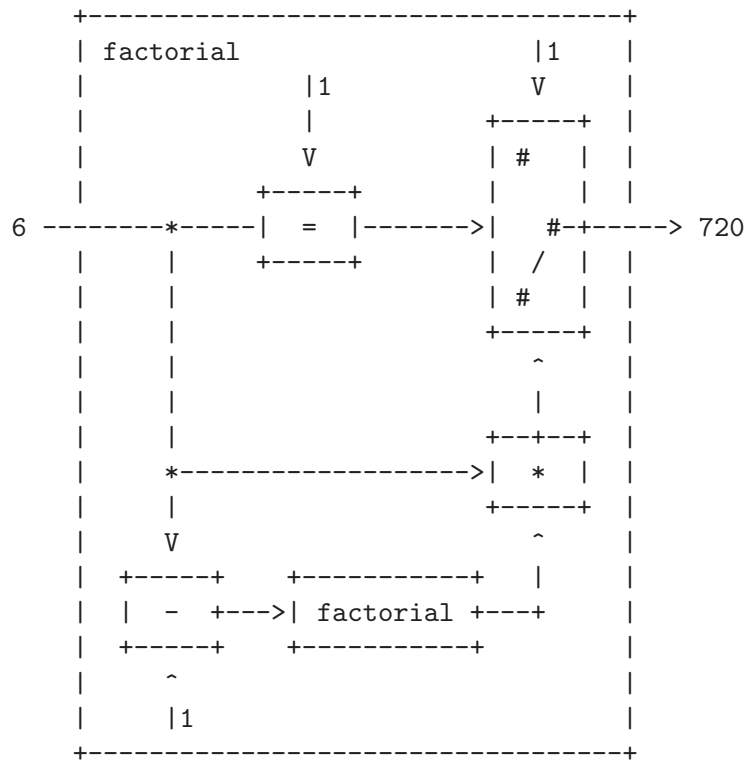 factorial 1
1
V
V #
6 * = # 720
/
#
^
* *
V ^
- factorial
^
1